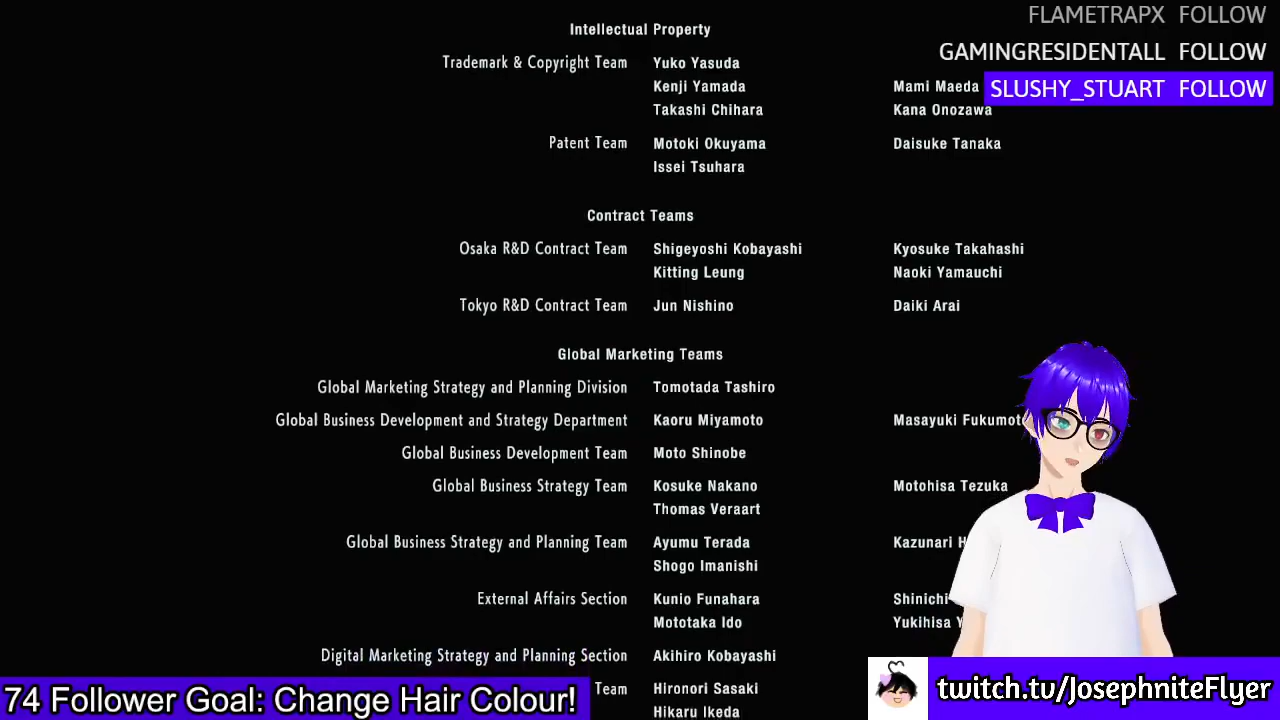 FLAMETRAPX FOLLOW
GAMINGRESIDENTALL FOLLOW
SLUSHY_STUART FOLLOW
Intellectual Property
Trademark & Copyright Team Yuko Yasuda
Kenji Yamada Mami Maeda
Takashi Chihara Kana Onozawa
Patent Team Motoki Okuyama Daisuke Tanaka
Issei Tsuhara
Contract Teams
Osaka R&D Contract Team Shigeyoshi Kobayashi Kyosuke Takahashi
Kitting Leung Naoki Yamauchi
Tokyo R&D Contract Team Jun Nishino Daiki Arai
Global Marketing Teams
Global Marketing Strategy and Planning Division Tomotada Tashiro
Global Business Development and Strategy Department Kaoru Miyamoto Masayuki
Global Business Development Team Moto Shinobe
Global Business Strategy Team Kosuke Nakano Motohisa Tezuka
Thomas Veraart
Global Business Strategy and Planning Team Ayumu Terada Kazunari
Shogo Imanishi
External Affairs Section Kunio Funahara Shinichi
Mototaka Ido Yukihisa
Digital Marketing Strategy and Planning Section Akihiro Kobayashi
Team Hironori Sasaki
Hikaru Ikeda
74 Follower Goal: Change Hair Colour!
twitch.tv/JosephniteFlyer